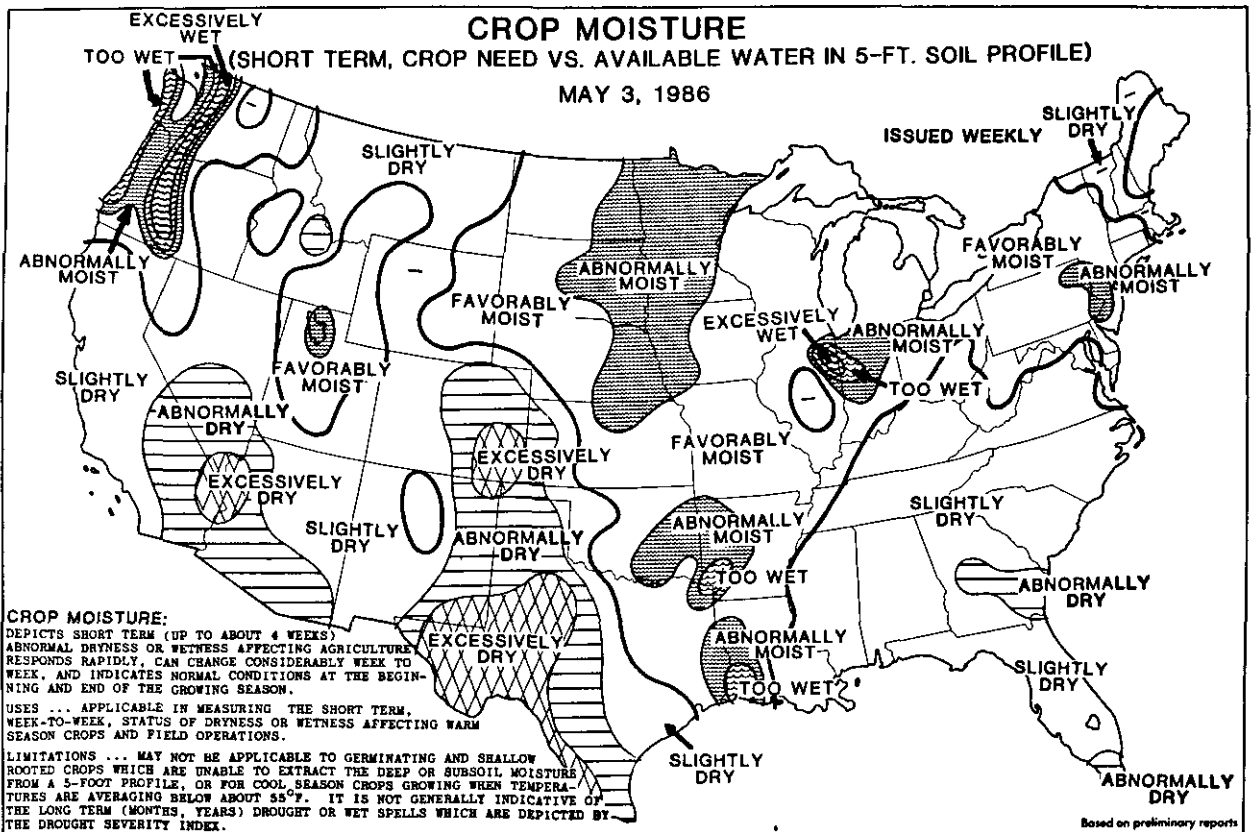 CROP MOISTURE
(SHORT TERM, CROP NEED VS. AVAILABLE WATER IN 5-FT. SOIL PROFILE)
MAY 3, 1986
ISSUED WEEKLY
EXCESSIVELY
WET
TOO WET
SLIGHTLY
DRY
SLIGHTLY
DRY
ABNORMALLY
MOIST
FAVORABLY
MOIST
ABNORMALLY
MOIST
FAVORABLY
MOIST
ABNORMALLY
MOIST
EXCESSIVELY
WET
ABNORMALLY
MOIST
TOO WET
FAVORABLY
MOIST
SLIGHTLY
DRY
ABNORMALLY
DRY
EXCESSIVELY
DRY
EXCESSIVELY
DRY
FAVORABLY
MOIST
SLIGHTLY
DRY
ABNORMALLY
DRY
ABNORMALLY
MOIST
TOO WET
SLIGHTLY
DRY
ABNORMALLY
DRY
EXCESSIVELY
DRY
ABNORMALLY
MOIST
TOO WET
SLIGHTLY
DRY
SLIGHTLY
DRY
ABNORMALLY
DRY
CROP MOISTURE:
DEPICTS SHORT TERM (UP TO ABOUT 4 WEEKS)
ABNORMAL DRYNESS OR WETNESS AFFECTING AGRICULTURE
RESPONDS RAPIDLY, CAN CHANGE CONSIDERABLY WEEK TO
WEEK, AND INDICATES NORMAL CONDITIONS AT THE BEGIN-
NING AND END OF THE GROWING SEASON.
USES ... APPLICABLE IN MEASURING THE SHORT TERM,
WEEK-TO-WEEK, STATUS OF DRYNESS OR WETNESS AFFECTING WARM
SEASON CROPS AND FIELD OPERATIONS.
LIMITATIONS ... MAY NOT BE APPLICABLE TO GERMINATING AND SHALLOW
ROOTED CROPS WHICH ARE UNABLE TO EXTRACT THE DEEP OR SUBSOIL MOISTURE
FROM A 5-FOOT PROFILE, OR FOR COOL SEASON CROPS GROWING WHEN TEMPERA-
TURES ARE AVERAGING BELOW ABOUT 55°F. IT IS NOT GENERALLY INDICATIVE OF
THE LONG TERM (MONTHS, YEARS) DROUGHT OR WET SPELLS WHICH ARE DEPICTED BY
THE DROUGHT SEVERITY INDEX.
Based on preliminary reports